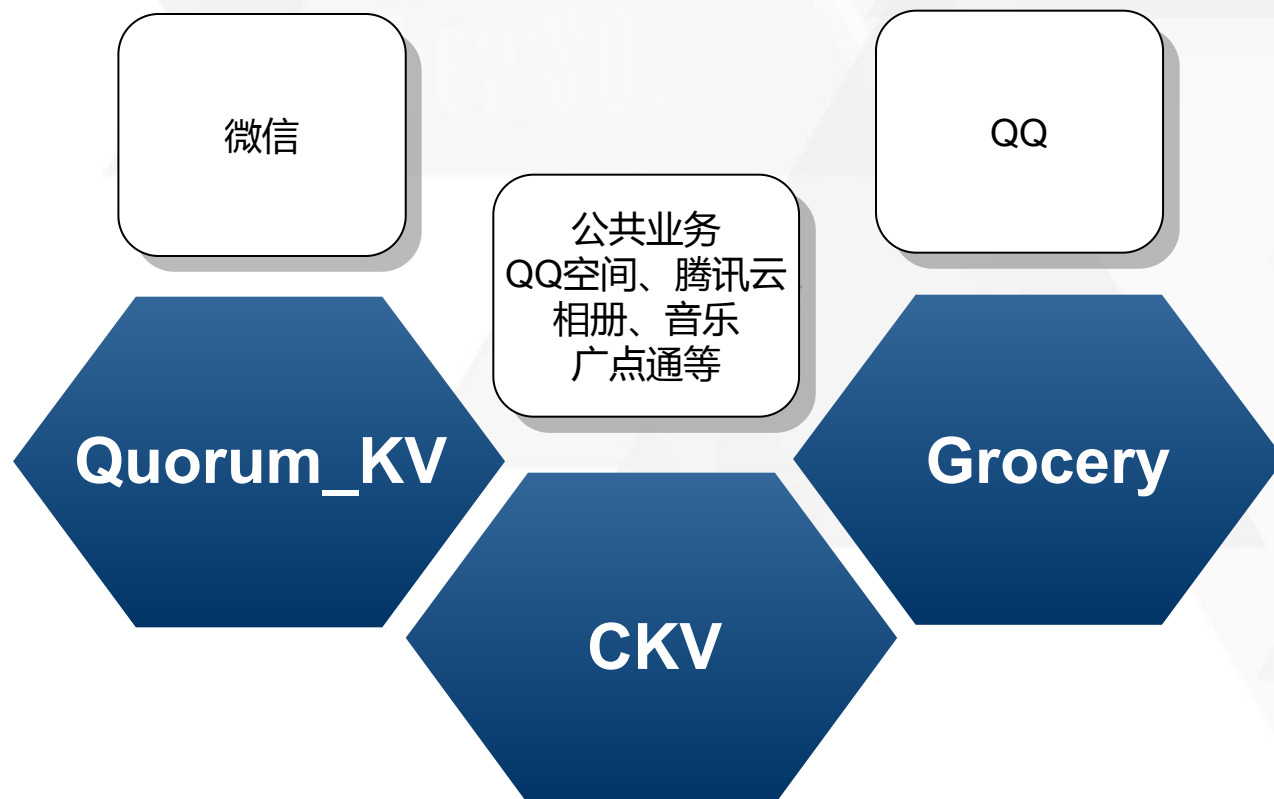 微信
QQ
公共业务
QQ空间、腾讯云
相册、音乐
广点通等
Quorum_KV
Grocery
CKV